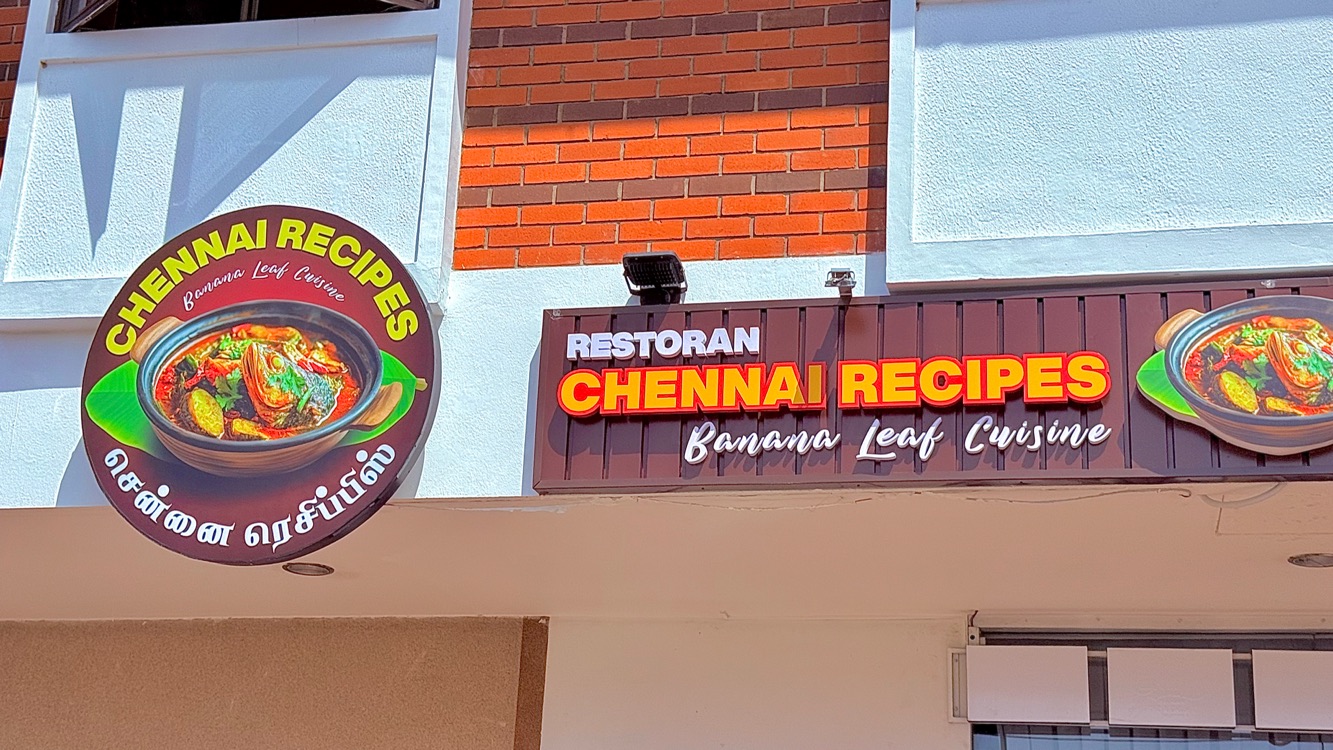 CHENNAI RECIPES
Banana Leaf Cuisine
சென்னை ரெசிப்பிஸ்
RESTORAN
CHENNAI RECIPES
Banana Leaf Cuisine